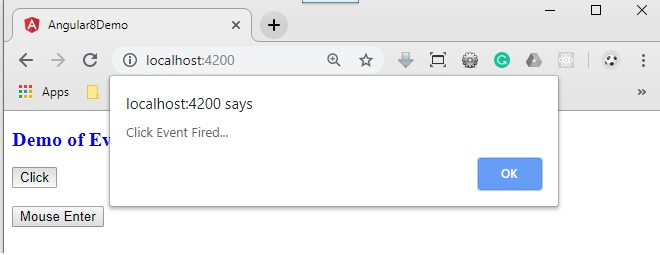 Angular8Demo
localhost:4200
Apps
localhost:4200 says
Click Event Fired...
OK
Demo of Ev
Click
Mouse Enter